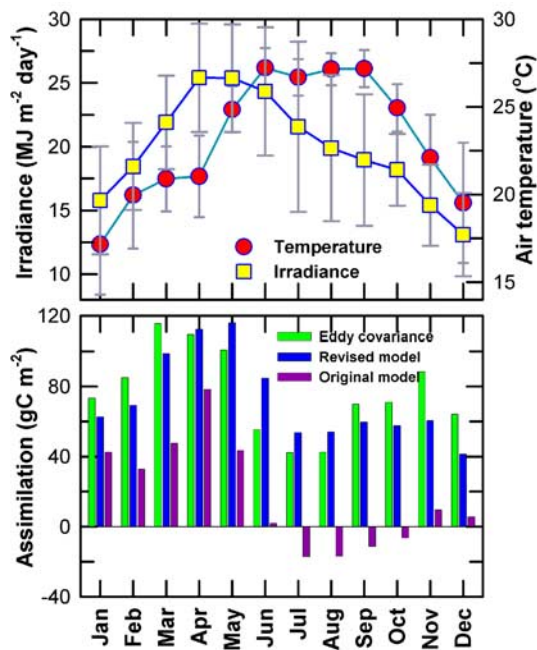 30
25
20
15
10
Irradiance (MJ m-2 day-1)
30
25
20
15
Air temperature (°C)
Temperature
Irradiance
120
80
40
0
-40
Assimilation (gC m-2)
Eddy covariance
Revised model
Original model
Jan
Feb
Mar
Apr
May
Jun
Jul
Aug
Sep
Oct
Nov
Dec